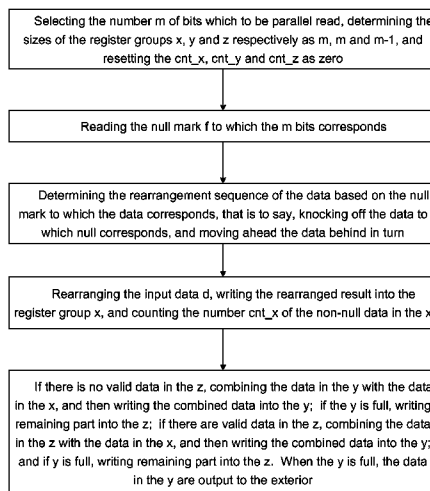 Selecting the number m of bits which to be parallel read, determining the
sizes of the register groups x, y and z respectively as m, m and m-1, and
resetting the cnt_x, cnt_y and cnt_z as zero
Reading the null mark f to which the m bits corresponds
Determining the rearrangement sequence of the data based on the null
mark to which the data corresponds, that is to say, knocking off the data to
which null corresponds, and moving ahead the data behind in turn
Rearranging the input data d, writing the rearranged result into the
register group x, and counting the number cnt_x of the non-null data in the x
If there is no valid data in the z, combining the data in the y with the data
in the x, and then writing the combined data into the y; if the y is full, writing
remaining part into the z; if there are valid data in the z, combining the data
in the z with the data in the x, and then writing the combined data into the y;
and if y is full, writing remaining part into the z. When the y is full, the data
in the y are output to the exterior